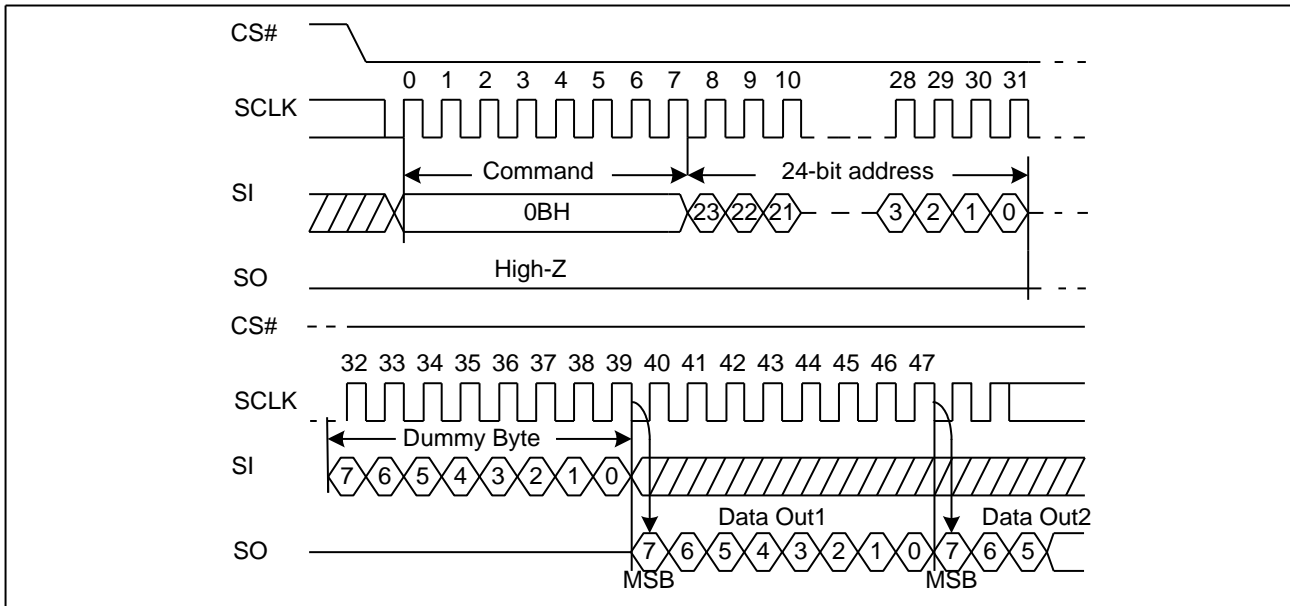 CS#
0 1 2 3 4 5 6 7 8 9 10 28 29 30 31
SCLK
Command 24-bit address
SI
0BH 23 22 21 3 2 1 0
High-Z
SO
CS#
32 33 34 35 36 37 38 39 40 41 42 43 44 45 46 47
SCLK
Dummy Byte
SI
7 6 5 4 3 2 1 0
Data Out1 Data Out2
SO
7 6 5 4 3 2 1 0 7 6 5
MSB MSB